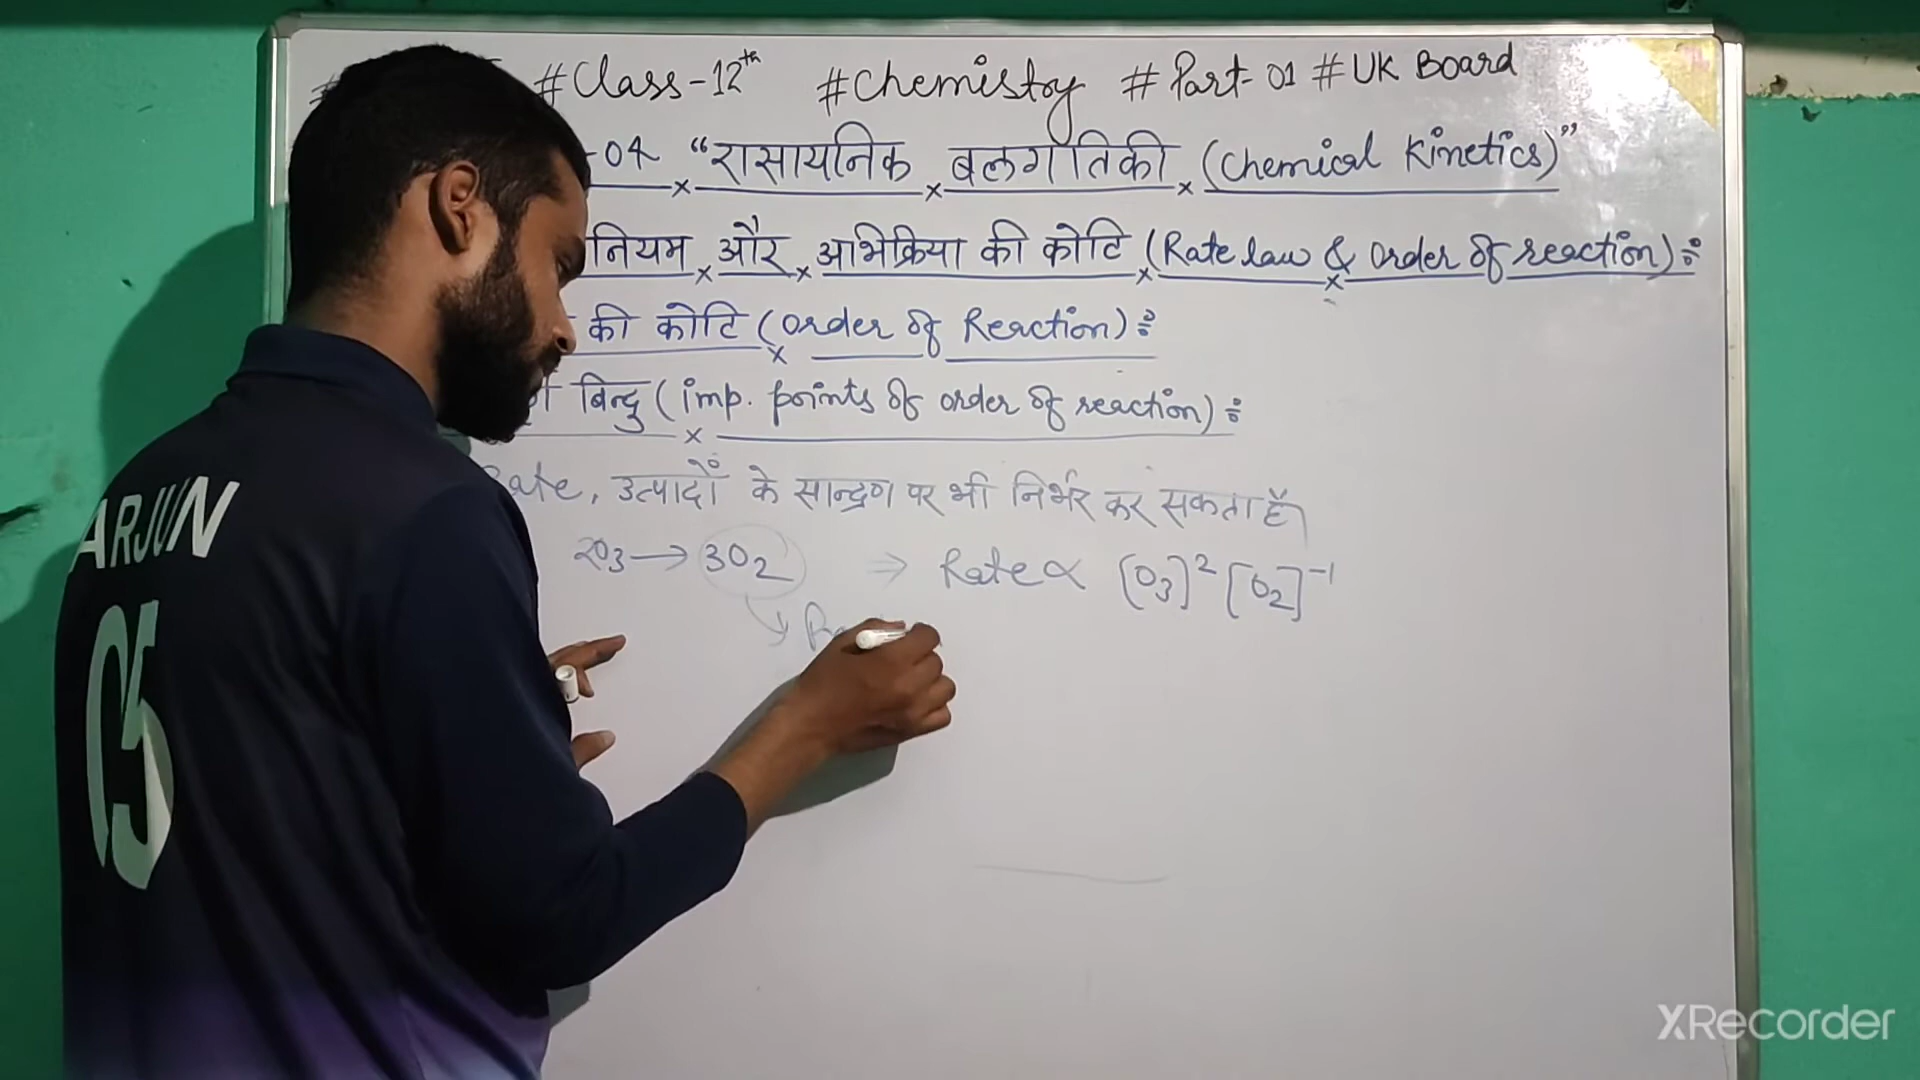 #Class-12th #Chemistry #Part-01 #UK Board
-04 "रासायनिक बलगतिकी (Chemical Kinetics)"
नियम और अभिक्रिया की कोटि (Rate law & order of reaction):
की कोटि (order of Reaction):
बिन्दु (imp. points of order of reaction):
Rate, उत्पादों के सान्द्रण पर भी निर्भर कर सकता है।
2O3 → 3O2 ⇒ Rate ∝ [O3]² [O2]⁻¹
ARJUN
05
XRecorder